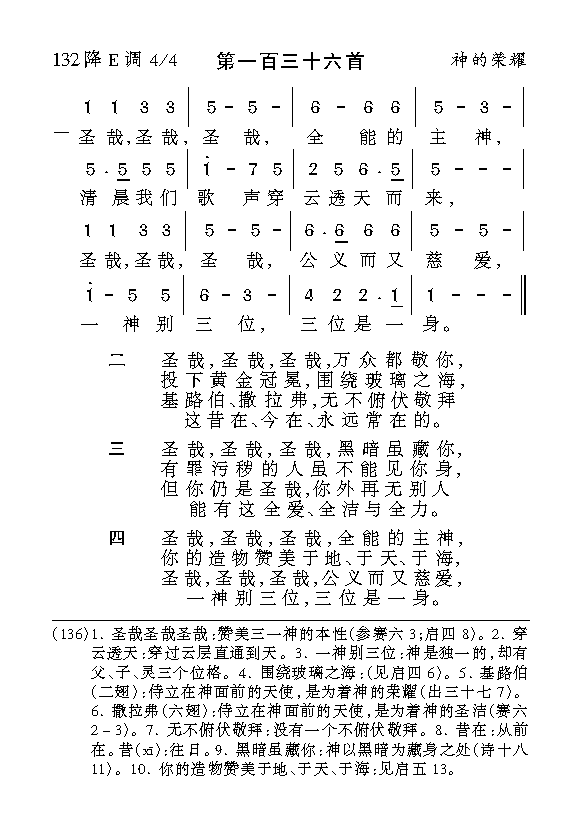 132降 E 调 4/4 第一百三十六首 神的荣耀
1 1 3 3 | 5 - 5 - | 6 - 6 6 | 5 - 3 - |
一 圣 哉,圣 哉, 圣 哉, 全 能 的 主 神,
5 . 5 5 5 | i - 7 5 | 2 5 6 . 5 | 5 - - - |
清 晨 我 们 歌 声 穿 云 透 天 而 来,
1 1 3 3 | 5 - 5 - | 6 . 6 6 6 | 5 - 5 - |
圣 哉,圣 哉, 圣 哉, 公 义 而 又 慈 爱,
i - 5 5 | 6 - 3 - | 4 2 2 . 1 | 1 - - - ‖
一 神 别 三 位, 三 位 是 一 身。
二 圣哉,圣哉,圣哉,万众都敬你,
投下黄金冠冕,围绕玻璃之海,
基路伯、撒拉弗,无不俯伏敬拜
这昔在、今在、永远常在的。
三 圣哉,圣哉,圣哉,黑暗虽藏你,
有罪污秽的人虽不能见你身,
但你仍是圣哉,你外再无别人
能有这全爱、全洁与全力。
四 圣哉,圣哉,圣哉,全能的主神,
你的造物赞美于地、于天、于海,
圣哉,圣哉,圣哉,公义而又慈爱,
一神别三位,三位是一身。
(136)1. 圣哉圣哉圣哉:赞美三一神的本性(参赛六 3;启四 8)。2. 穿
云透天:穿过云层直通到天。3. 一神别三位:神是独一的,却有
父、子、灵三个位格。4. 围绕玻璃之海:(见启四 6)。5. 基路伯
(二翅):侍立在神面前的天使,是为着神的荣耀(出三十七 7)。
6. 撒拉弗(六翅):侍立在神面前的天使,是为着神的圣洁(赛六
2－3)。7. 无不俯伏敬拜:没有一个不俯伏敬拜。8. 昔在:从前
在。昔(xī):往日。9. 黑暗虽藏你:神以黑暗为藏身之处(诗十八
11)。10. 你的造物赞美于地、于天、于海:见启五 13。